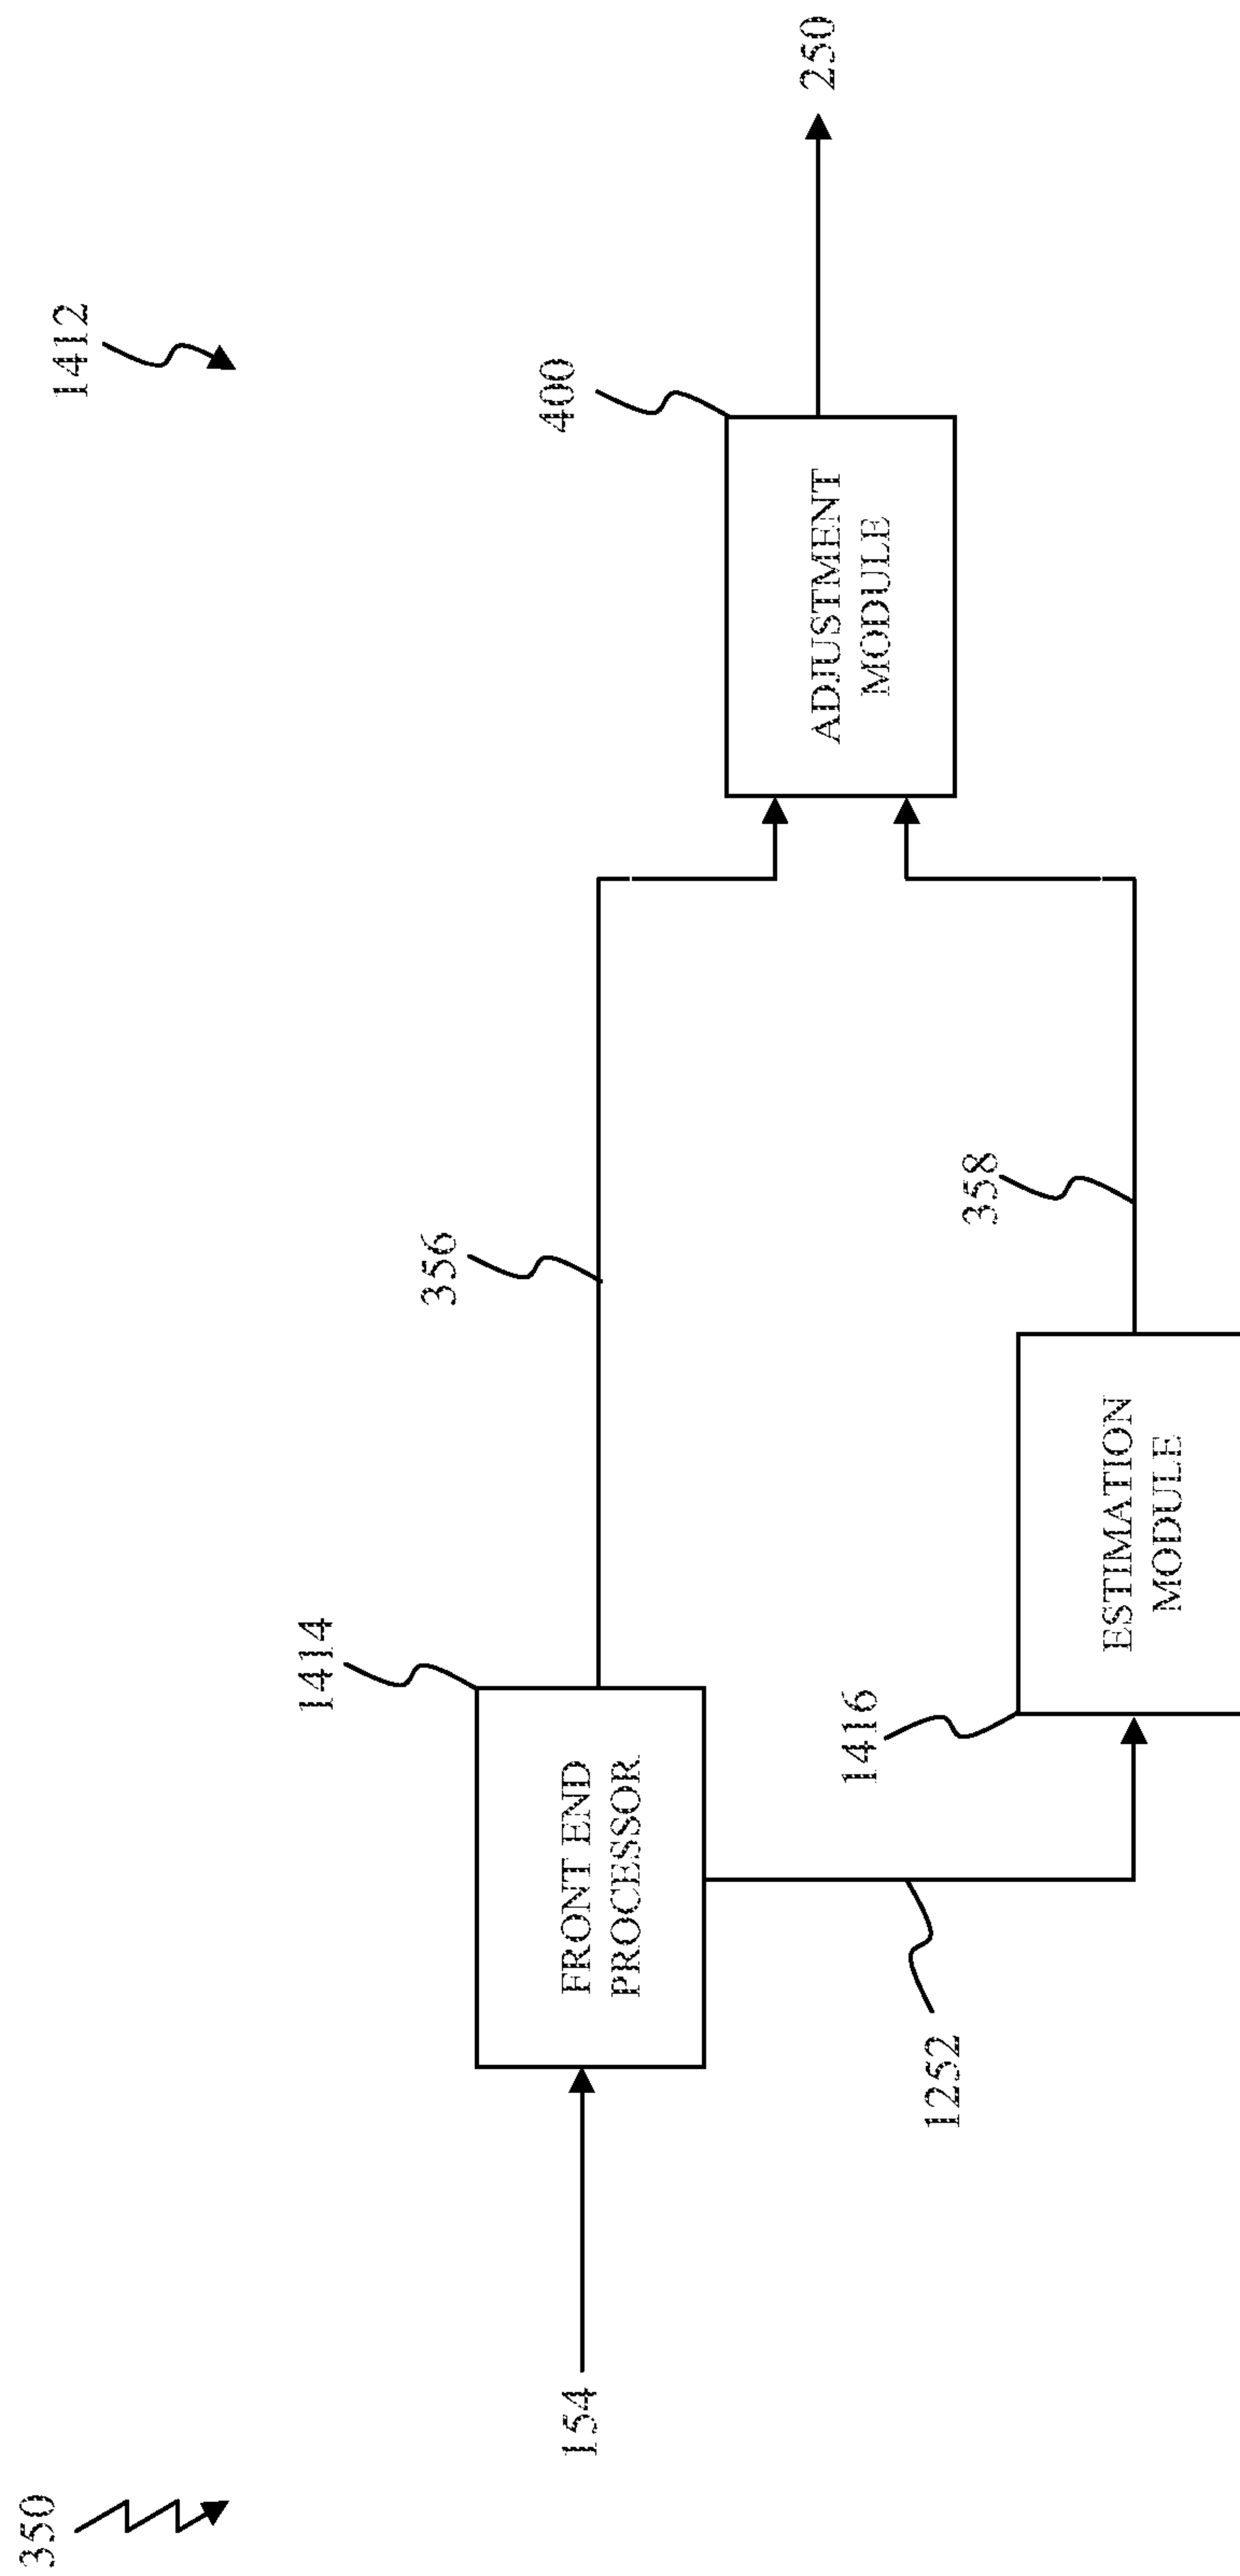 350
1412
154
FRONT END
PROCESSOR
1414
356
1252
1416
ESTIMATION
MODULE
358
400
ADJUSTMENT
MODULE
250